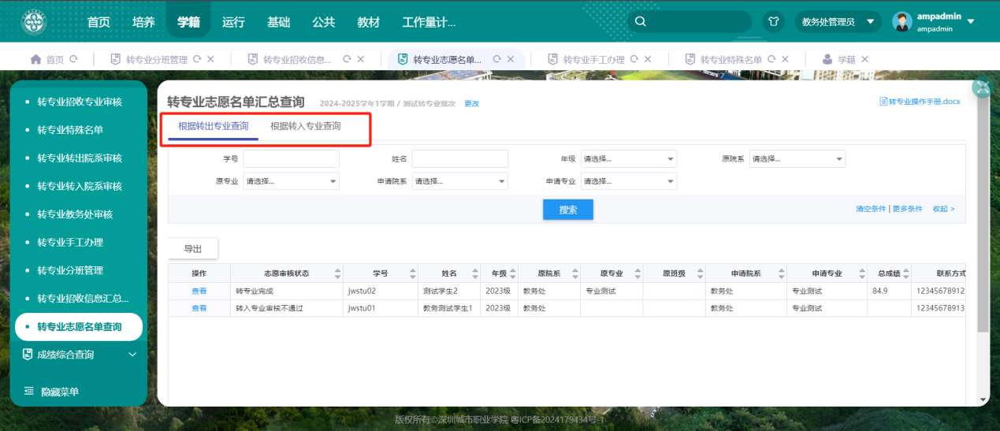 首页 培养 学籍 运行 基础 公共 教材 工作量计... 教务处管理员 ampadmin
ampadmin
首页 转专业分班管理 转专业招收信息... 转专业志愿名单... 转专业手工办理 转专业特殊名单 学籍
转专业招收专业审核
转专业特殊名单
转专业转出院系审核
转专业转入院系审核
转专业教务处审核
转专业手工办理
转专业分班管理
转专业招收信息汇总...
转专业志愿名单查询
成绩综合查询
隐藏菜单
转专业志愿名单汇总查询 2024-2025学年1学期 / 测试转专业批次 更改 转专业操作手册.docx
根据转出专业查询 根据转入专业查询
学号 姓名 年级 请选择... 原院系 请选择...
原专业 请选择... 申请院系 请选择... 申请专业 请选择...
搜索 清空条件 | 更多条件 收起 >
导出
操作 志愿审核状态 学号 姓名 年级 原院系 原专业 原班级 申请院系 申请专业 总成绩 联系方式
查看 转专业完成 jwstu02 测试学生2 2023级 教务处 专业测试 教务处 专业测试 84.9 12345678912
查看 转入专业审核不通过 jwstu01 教务测试学生1 2023级 教务处 教务处 专业测试 12345678913
版权所有©深圳城市职业学院 粤ICP备2024179434号-1